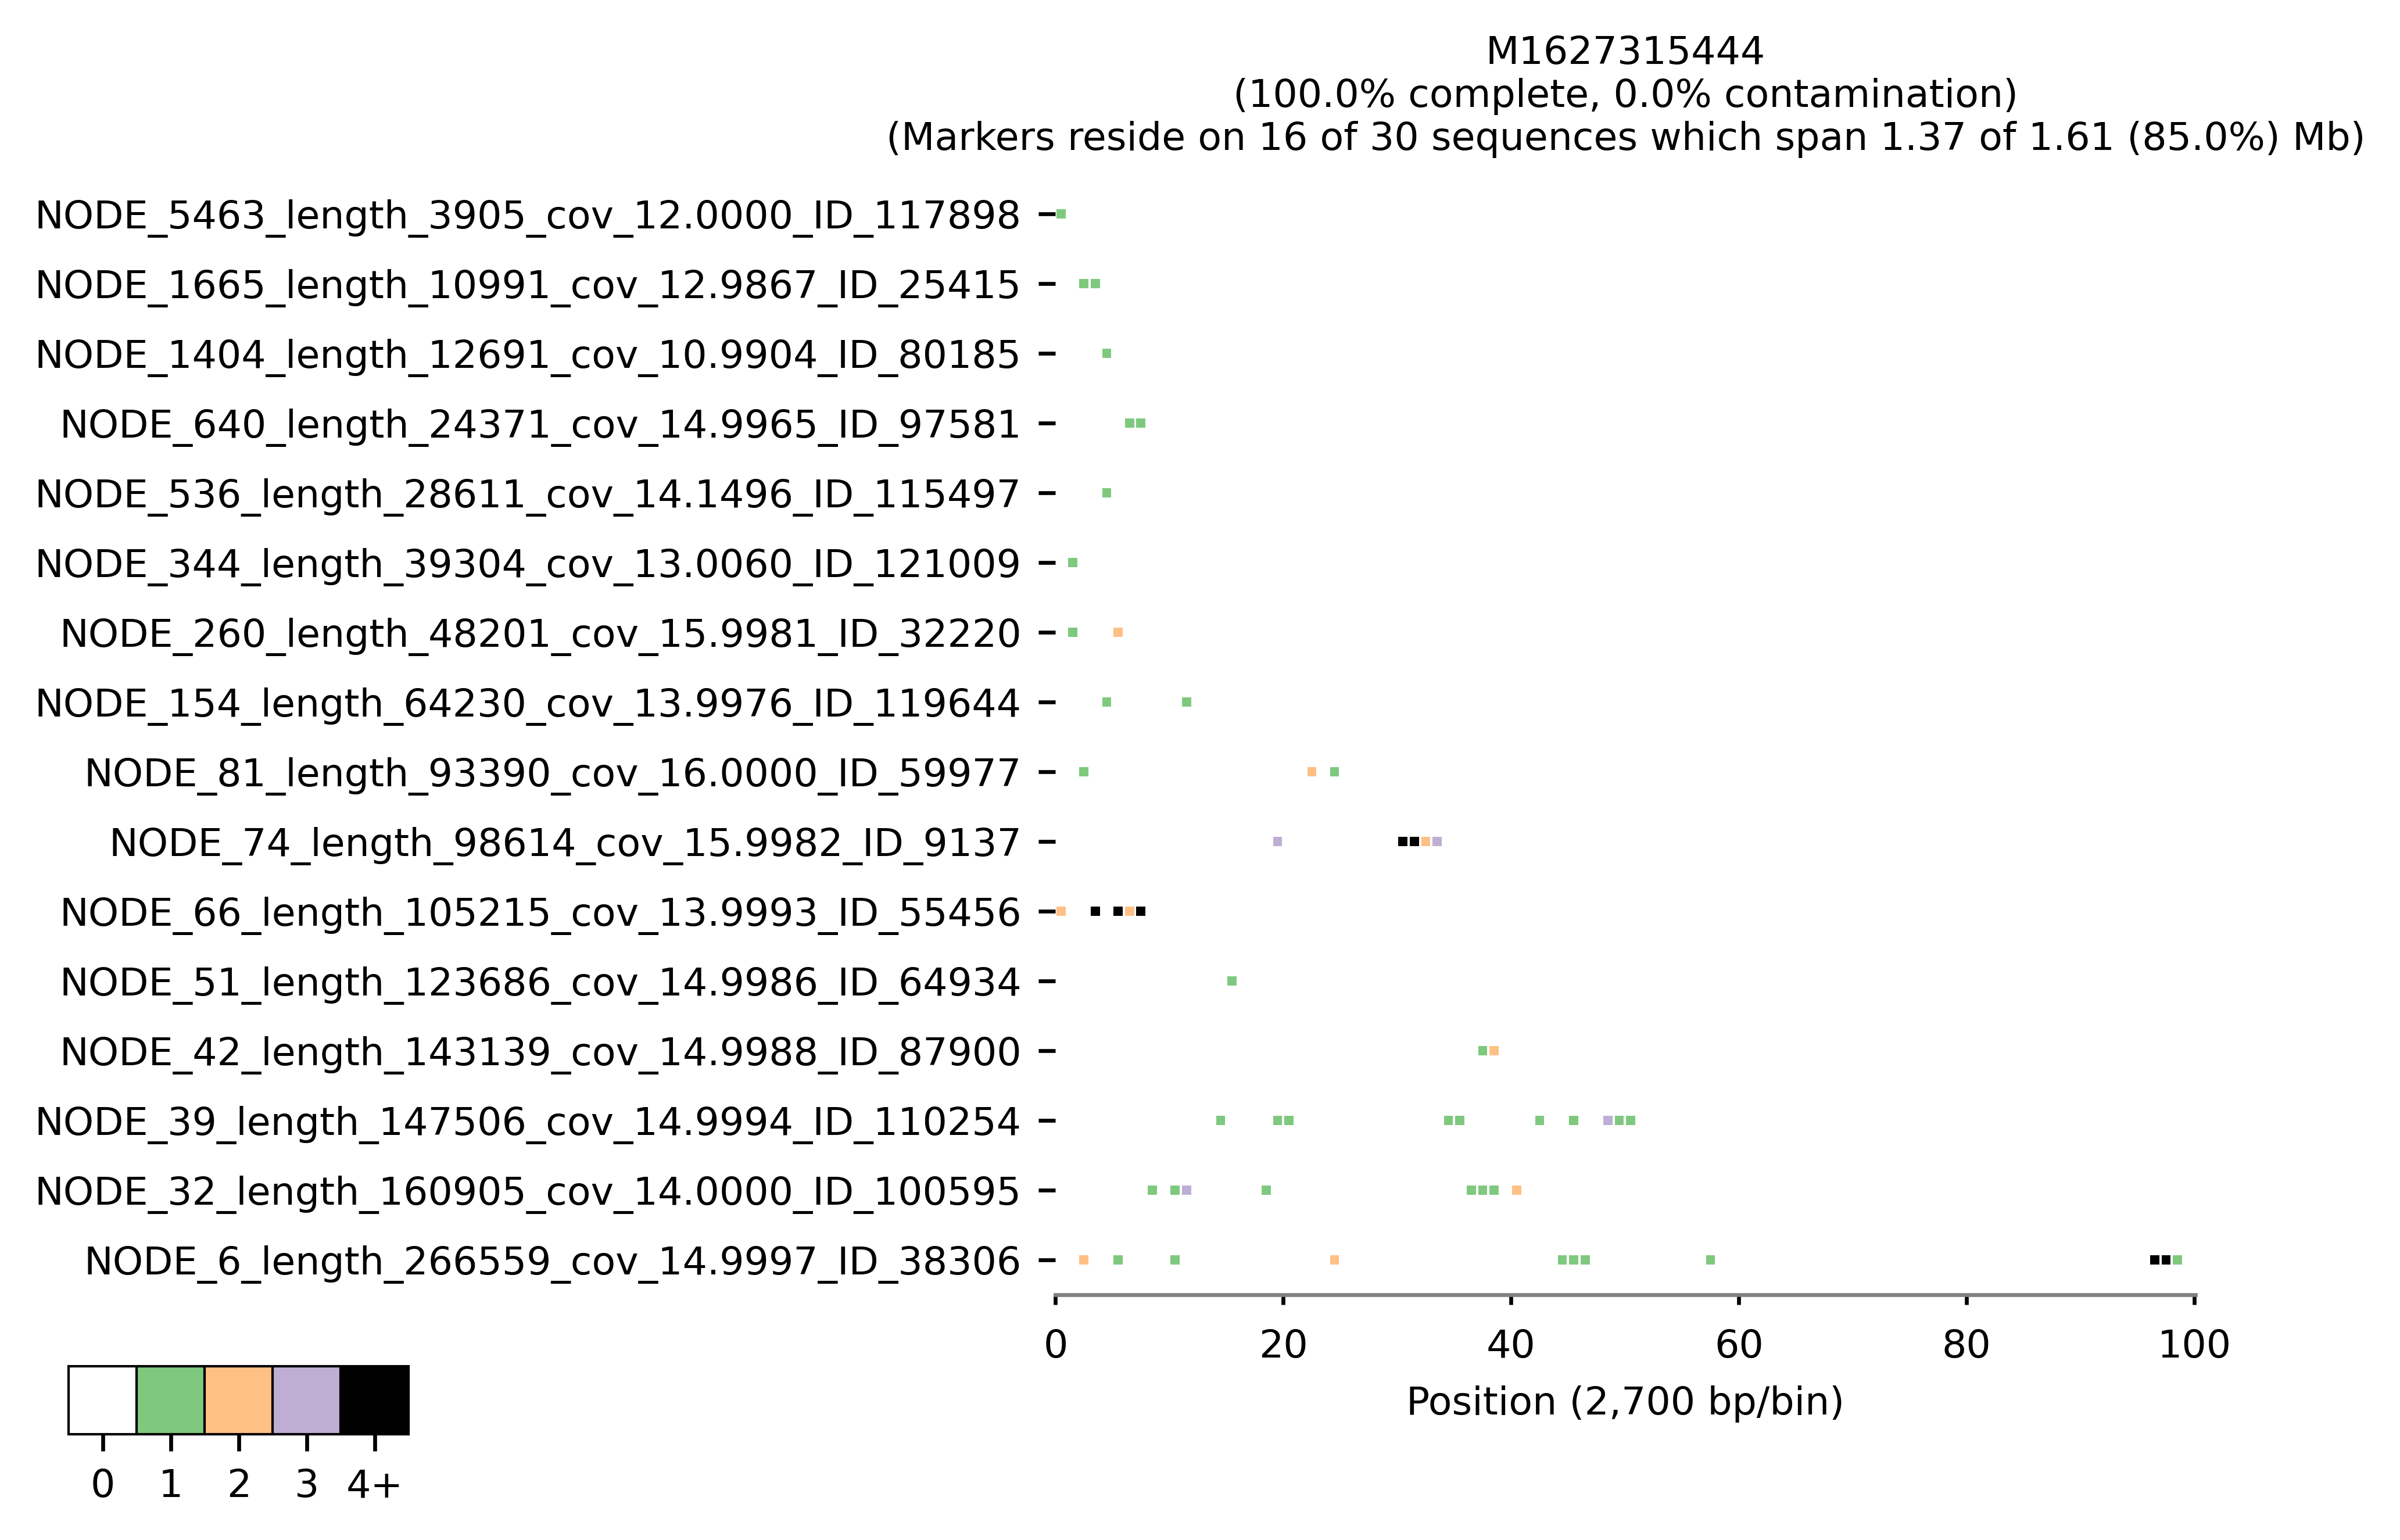 M1627315444
(100.0% complete, 0.0% contamination)
(Markers reside on 16 of 30 sequences which span 1.37 of 1.61 (85.0%) Mb)
NODE_5463_length_3905_cov_12.0000_ID_117898
NODE_1665_length_10991_cov_12.9867_ID_25415
NODE_1404_length_12691_cov_10.9904_ID_80185
NODE_640_length_24371_cov_14.9965_ID_97581
NODE_536_length_28611_cov_14.1496_ID_115497
NODE_344_length_39304_cov_13.0060_ID_121009
NODE_260_length_48201_cov_15.9981_ID_32220
NODE_154_length_64230_cov_13.9976_ID_119644
NODE_81_length_93390_cov_16.0000_ID_59977
NODE_74_length_98614_cov_15.9982_ID_9137
NODE_66_length_105215_cov_13.9993_ID_55456
NODE_51_length_123686_cov_14.9986_ID_64934
NODE_42_length_143139_cov_14.9988_ID_87900
NODE_39_length_147506_cov_14.9994_ID_110254
NODE_32_length_160905_cov_14.0000_ID_100595
NODE_6_length_266559_cov_14.9997_ID_38306
0 20 40 60 80 100
Position (2,700 bp/bin)
0 1 2 3 4+